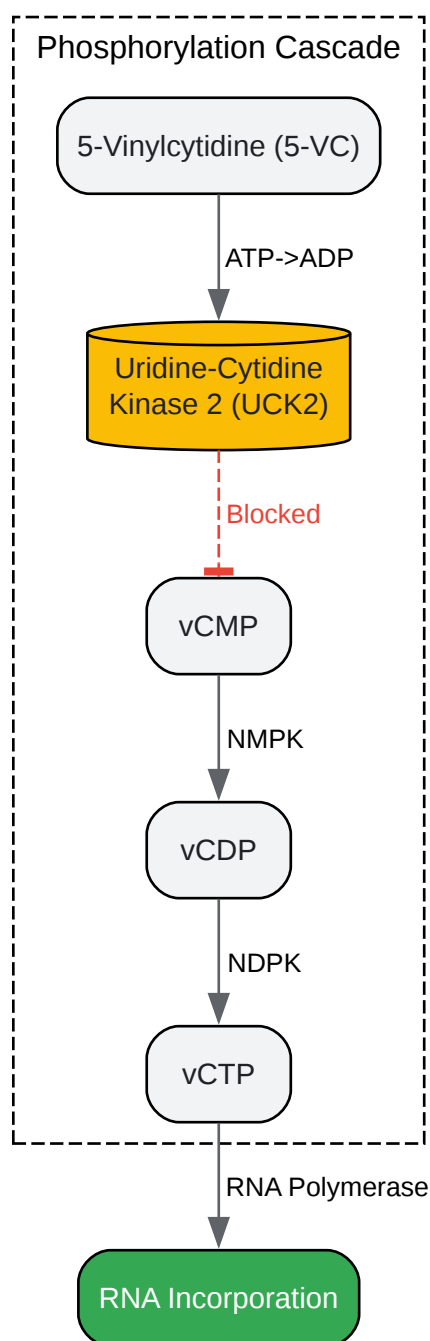 Phosphorylation Cascade
5-Vinylcytidine (5-VC)
ATP->ADP
Uridine-Cytidine
Kinase 2 (UCK2)
Blocked
vCMP
NMPK
vCDP
NDPK
vCTP
RNA Polymerase
RNA Incorporation